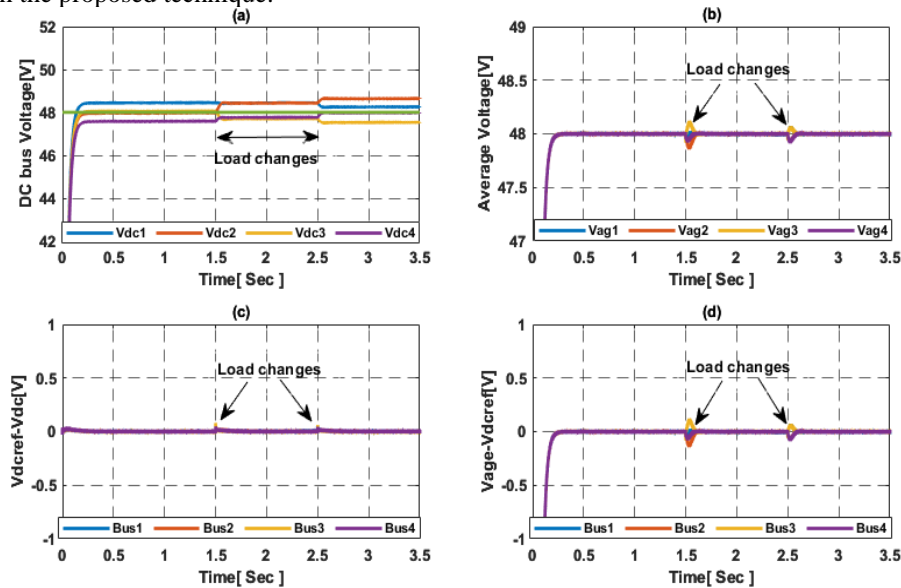 n the proposed technique.
(a)
DC bus Voltage[V]
52
50
48
46
44
42
Load changes
Vdc1 Vdc2 Vdc3 Vdc4
0 0.5 1 1.5 2 2.5 3 3.5
Time[ Sec ]
(b)
Average Voltage[V]
49
48.5
48
47.5
47
Load changes
Vag1 Vag2 Vag3 Vag4
0 0.5 1 1.5 2 2.5 3 3.5
Time[ Sec ]
(c)
Vdcref-Vdc[V]
1
0.5
0
-0.5
-1
Load changes
Bus1 Bus2 Bus3 Bus4
0 0.5 1 1.5 2 2.5 3 3.5
Time[ Sec ]
(d)
Vage-Vdcref[V]
1
0.5
0
-0.5
-1
Load changes
Bus1 Bus2 Bus3 Bus4
0 0.5 1 1.5 2 2.5 3 3.5
Time[ Sec ]